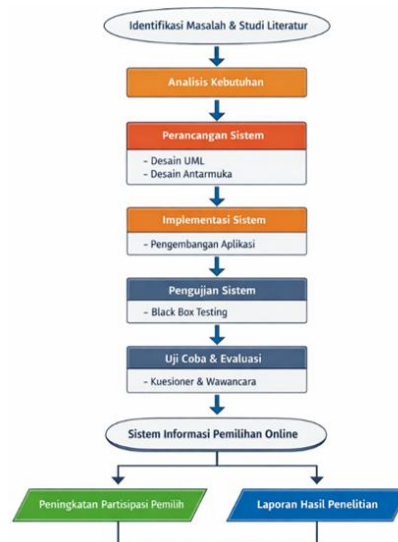 Identifikasi Masalah & Studi Literatur
Analisis Kebutuhan
Perancangan Sistem
- Desain UML
- Desain Antarmuka
Implementasi Sistem
- Pengembangan Aplikasi
Pengujian Sistem
- Black Box Testing
Uji Coba & Evaluasi
- Kuesioner & Wawancara
Sistem Informasi Pemilihan Online
Peningkatan Partisipasi Pemilih
Laporan Hasil Penelitian